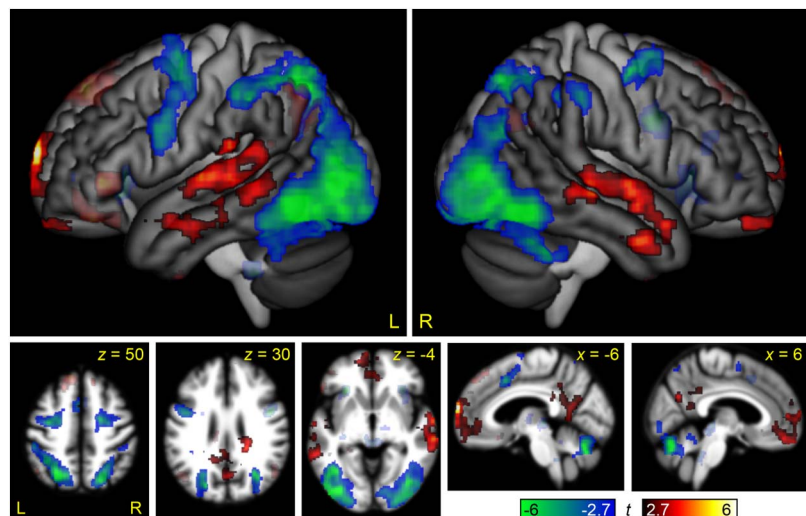 L
R
z = 50
z = 30
z = -4
x = -6
x = 6
L
R
-6
-2.7
t
2.7
6